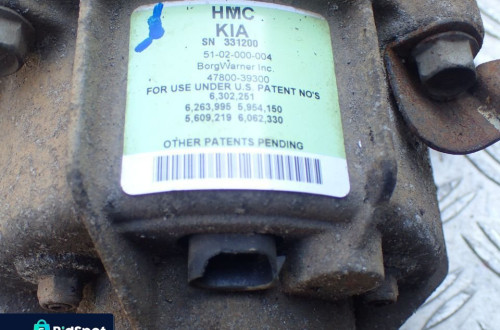 HMC
KIA
SN 331200
51-02-000-004
BorgWarner Inc.
47800-39300
FOR USE UNDER U.S. PATENT NO'S
6,302,251
6,263,995 5,954,150
5,609,219 6,062,330
OTHER PATENTS PENDING
BidSpot